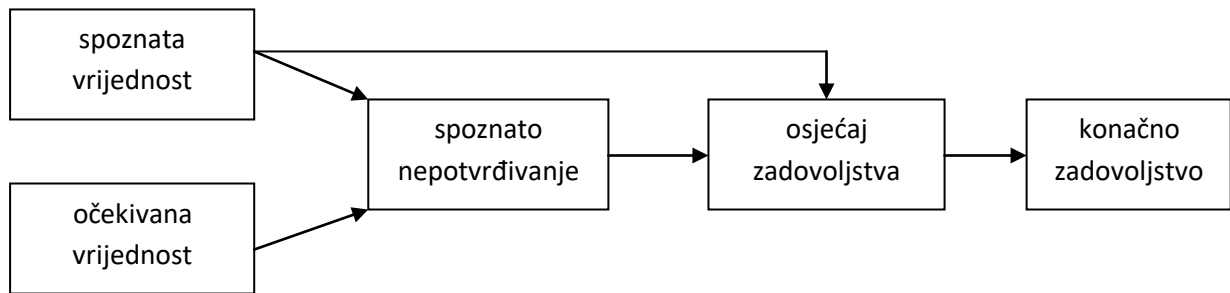 spoznata
vrijednost
spoznato
nepotvrđivanje
osjećaj
zadovoljstva
konačno
zadovoljstvo
očekivana
vrijednost